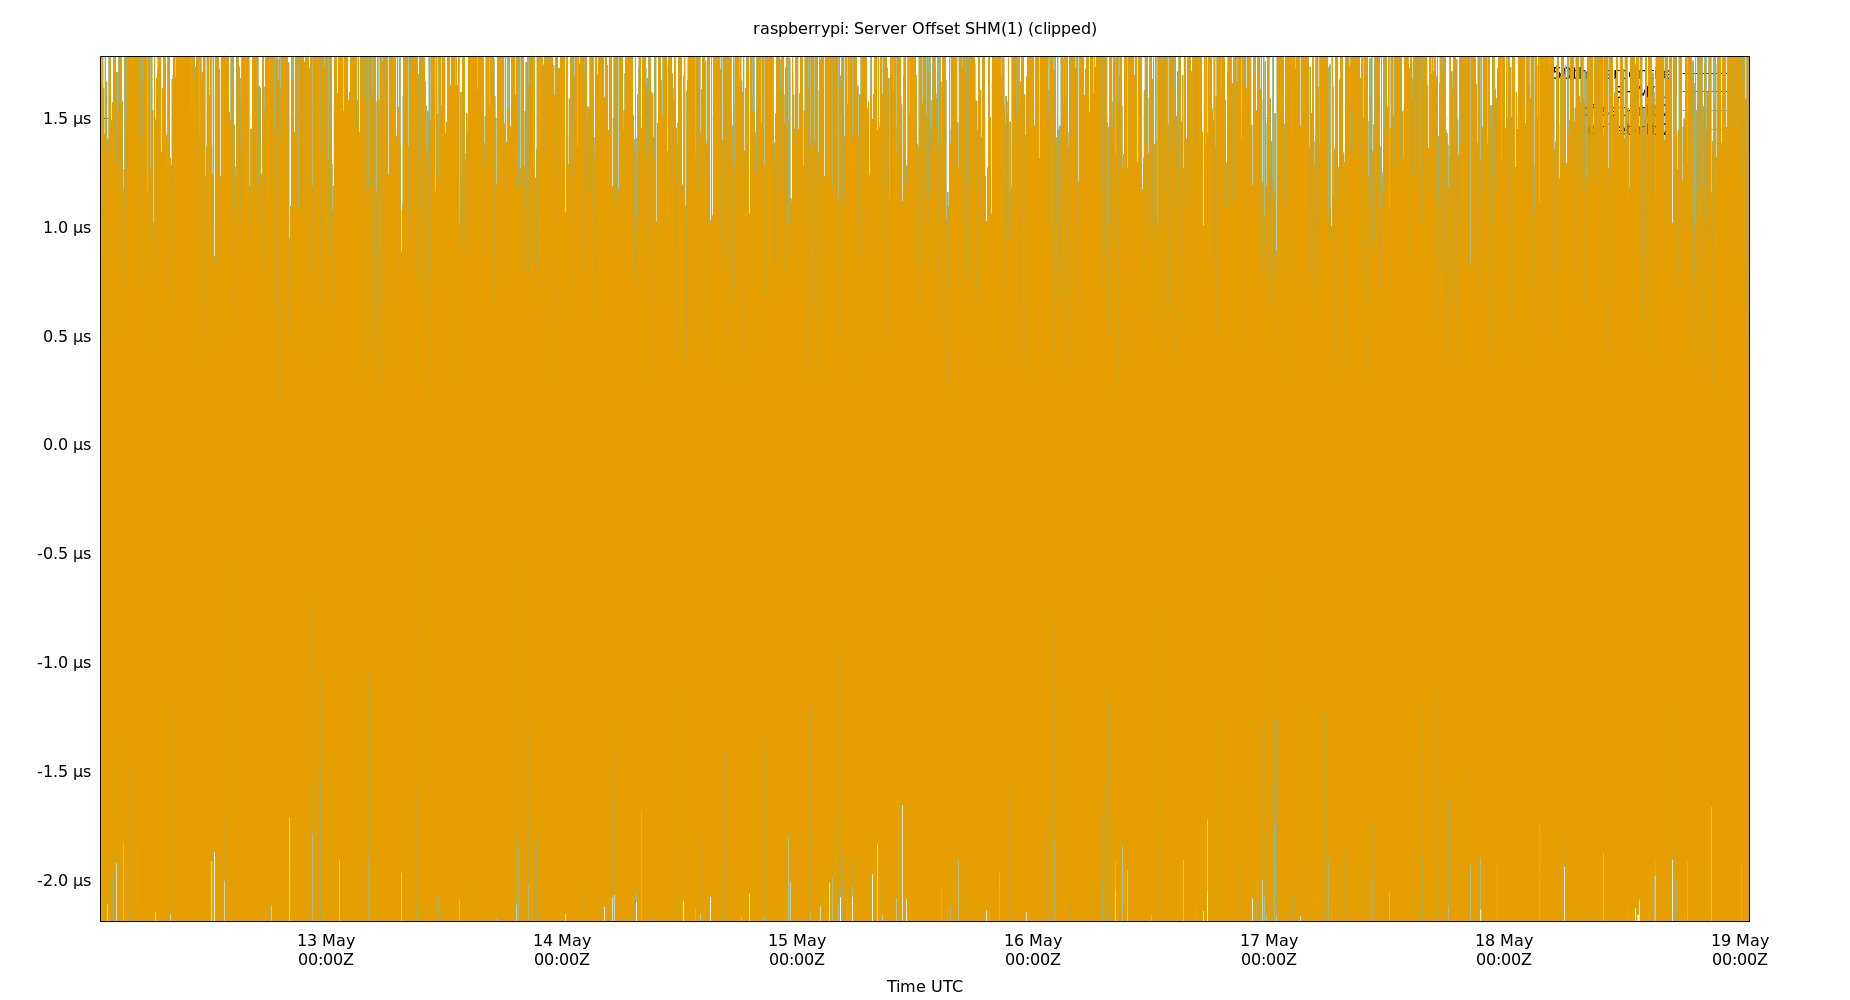 raspberrypi: Server Offset SHM(1) (clipped)
1.5 µs
1.0 µs
0.5 µs
0.0 µs
-0.5 µs
-1.0 µs
-1.5 µs
-2.0 µs
13 May
00:00Z
14 May
00:00Z
15 May
00:00Z
16 May
00:00Z
17 May
00:00Z
18 May
00:00Z
19 May
00:00Z
Time UTC